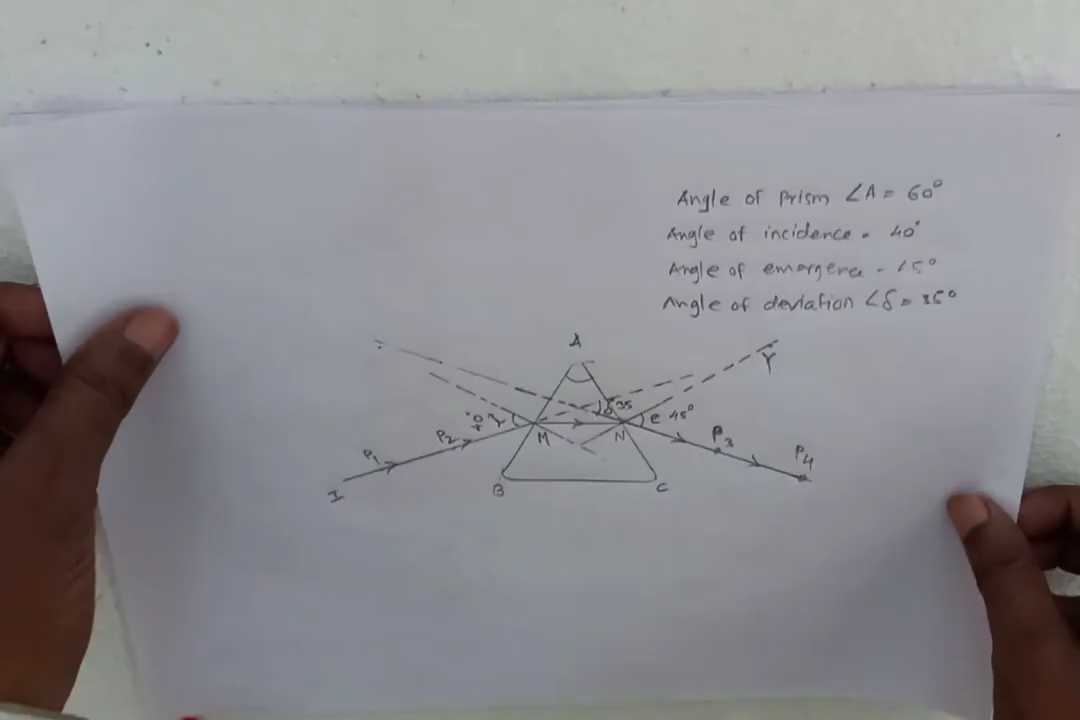 Angle of Prism ∠A = 60°
Angle of incidence = 40°
Angle of emergence = 45°
Angle of deviation ∠δ = 35°
A
Y
δ 35
e 45°
P1
P2
M
N
P3
P4
I
B
C